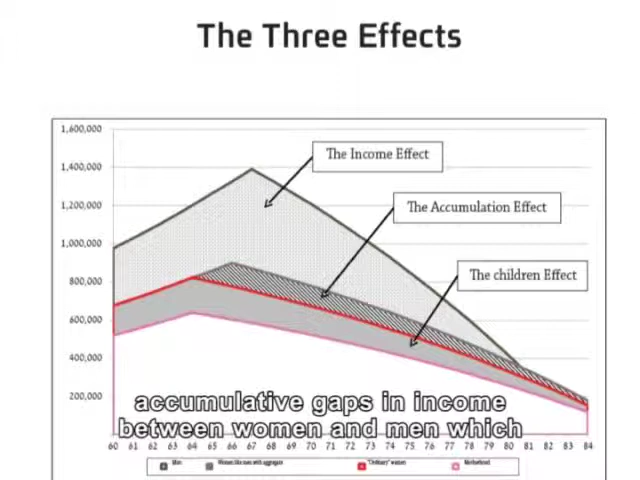 The Three Effects
1,600,000
The Income Effect
1,400,000
1,200,000
The Accumulation Effect
1,000,000
The children Effect
800,000
600,000
400,000
200,000
accumulative gaps in income
between women and men which
60 61 62 63 64 65 66 67 68 69 70 71 72 73 74 75 76 77 78 79 80 81 82 83 84
Men
"Ordinary" women
Motherhood